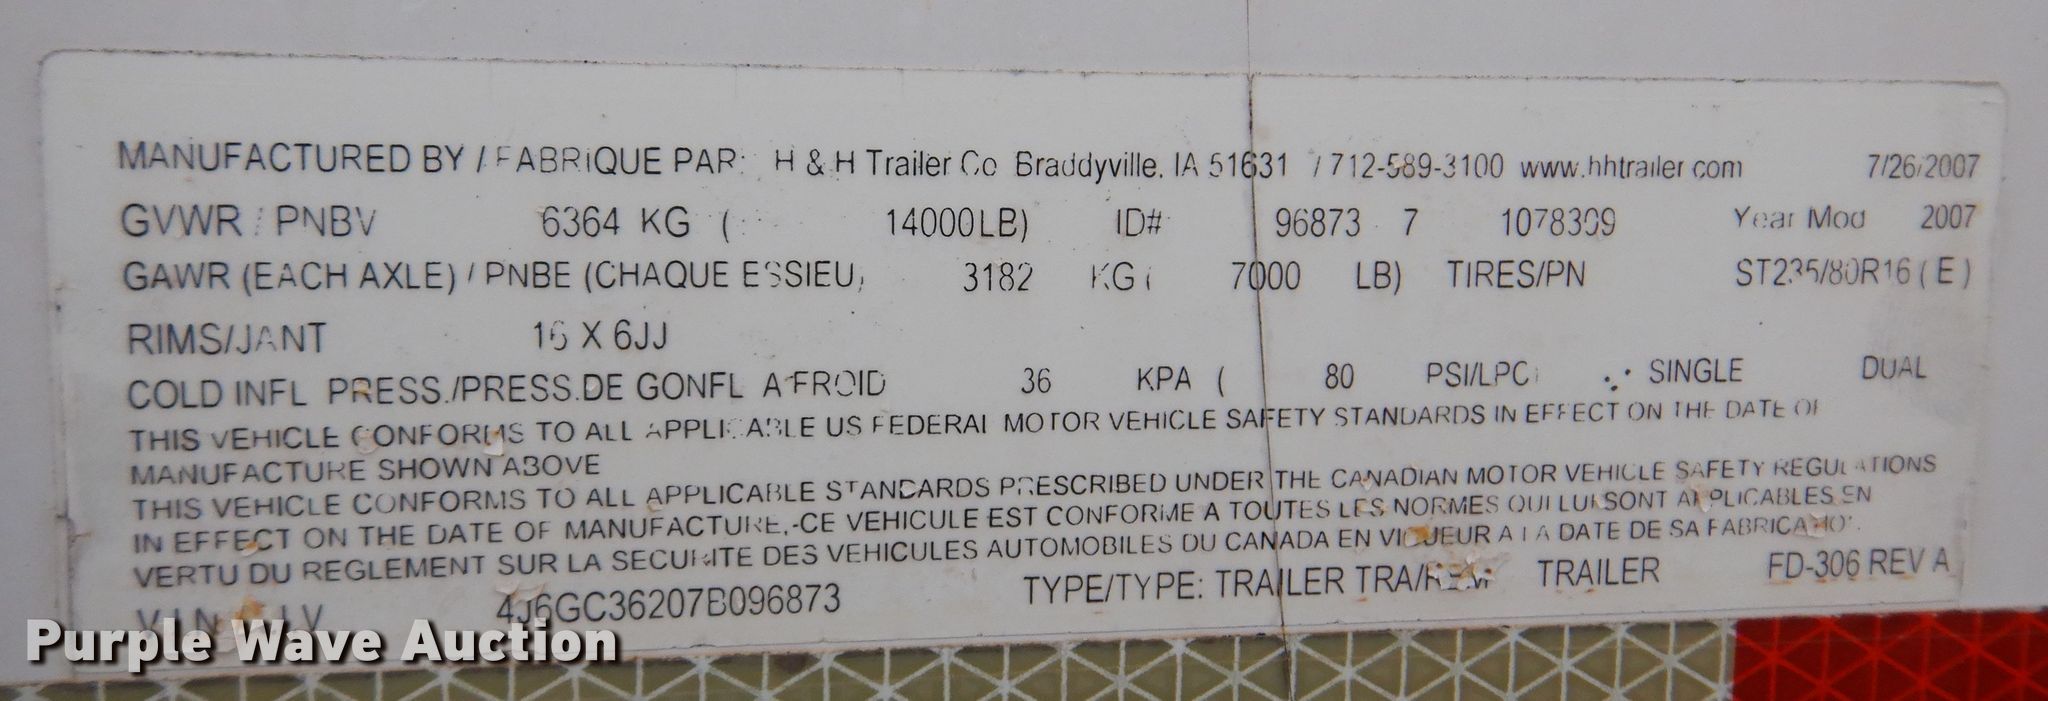 MANUFACTURED BY / FABRIQUE PAR: H & H Trailer Co Braddyville, IA 51631 / 712-589-3100 www.hhtrailer.com 7/26/2007
GVWR / PNBV 6364 KG ( 14000LB) ID# 96873 7 1078309 Year Mod 2007
GAWR (EACH AXLE) / PNBE (CHAQUE ESSIEU) 3182 KG ( 7000 LB) TIRES/PN ST235/80R16 ( E )
RIMS/JANT 16 X 6JJ
COLD INFL PRESS./PRESS.DE GONFL A FROID 36 KPA ( 80 PSI/LPC) SINGLE DUAL
THIS VEHICLE CONFORMS TO ALL APPLICABLE US FEDERAL MOTOR VEHICLE SAFETY STANDARDS IN EFFECT ON THE DATE OF
MANUFACTURE SHOWN ABOVE
THIS VEHICLE CONFORMS TO ALL APPLICABLE STANDARDS PRESCRIBED UNDER THE CANADIAN MOTOR VEHICLE SAFETY REGULATIONS
IN EFFECT ON THE DATE OF MANUFACTURE.-CE VEHICULE EST CONFORME A TOUTES LES NORMES QUI LUI SONT APPLICABLES EN
VERTU DU REGLEMENT SUR LA SECURITE DES VEHICULES AUTOMOBILES DU CANADA EN VIGUEUR A LA DATE DE SA FABRICATION.
4J6GC36207B096873 TYPE/TYPE: TRAILER TRA/REM TRAILER FD-306 REV A
Purple Wave Auction